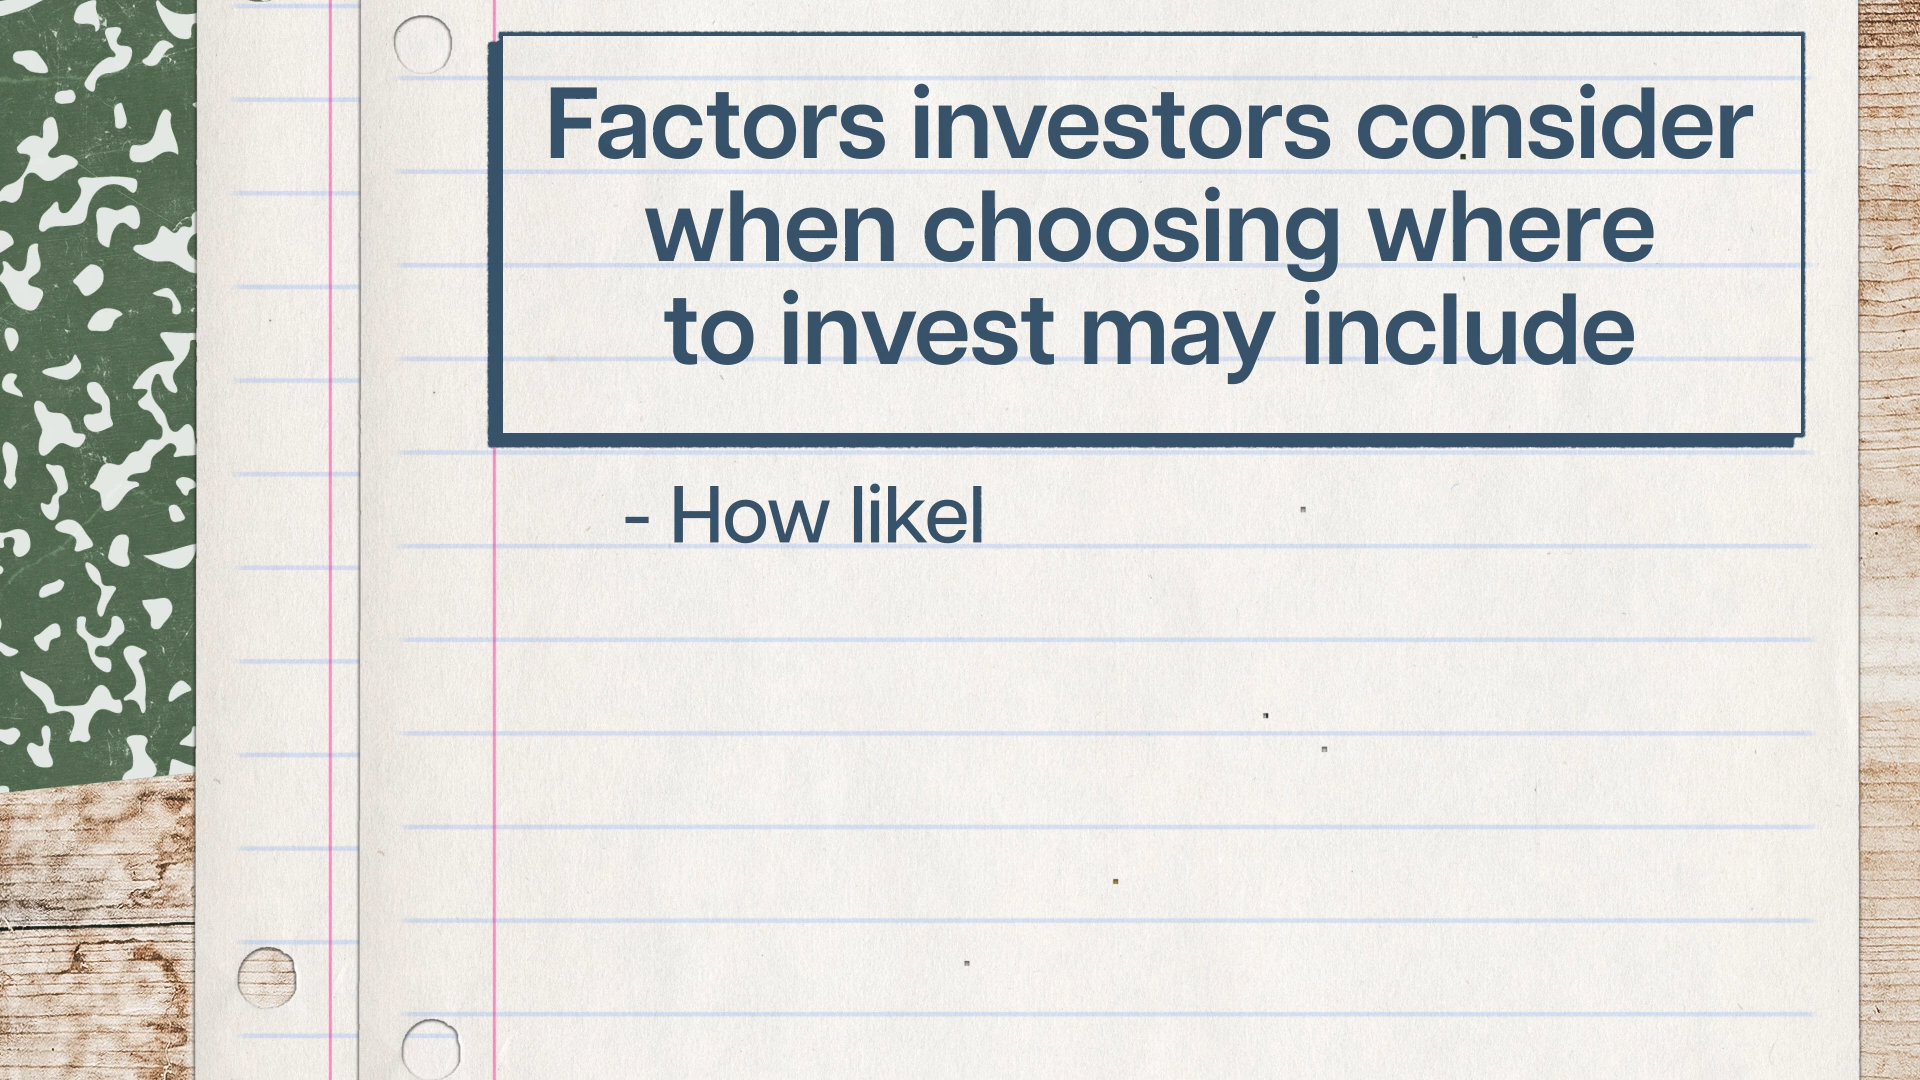 Factors investors consider
when choosing where
to invest may include
- How likel